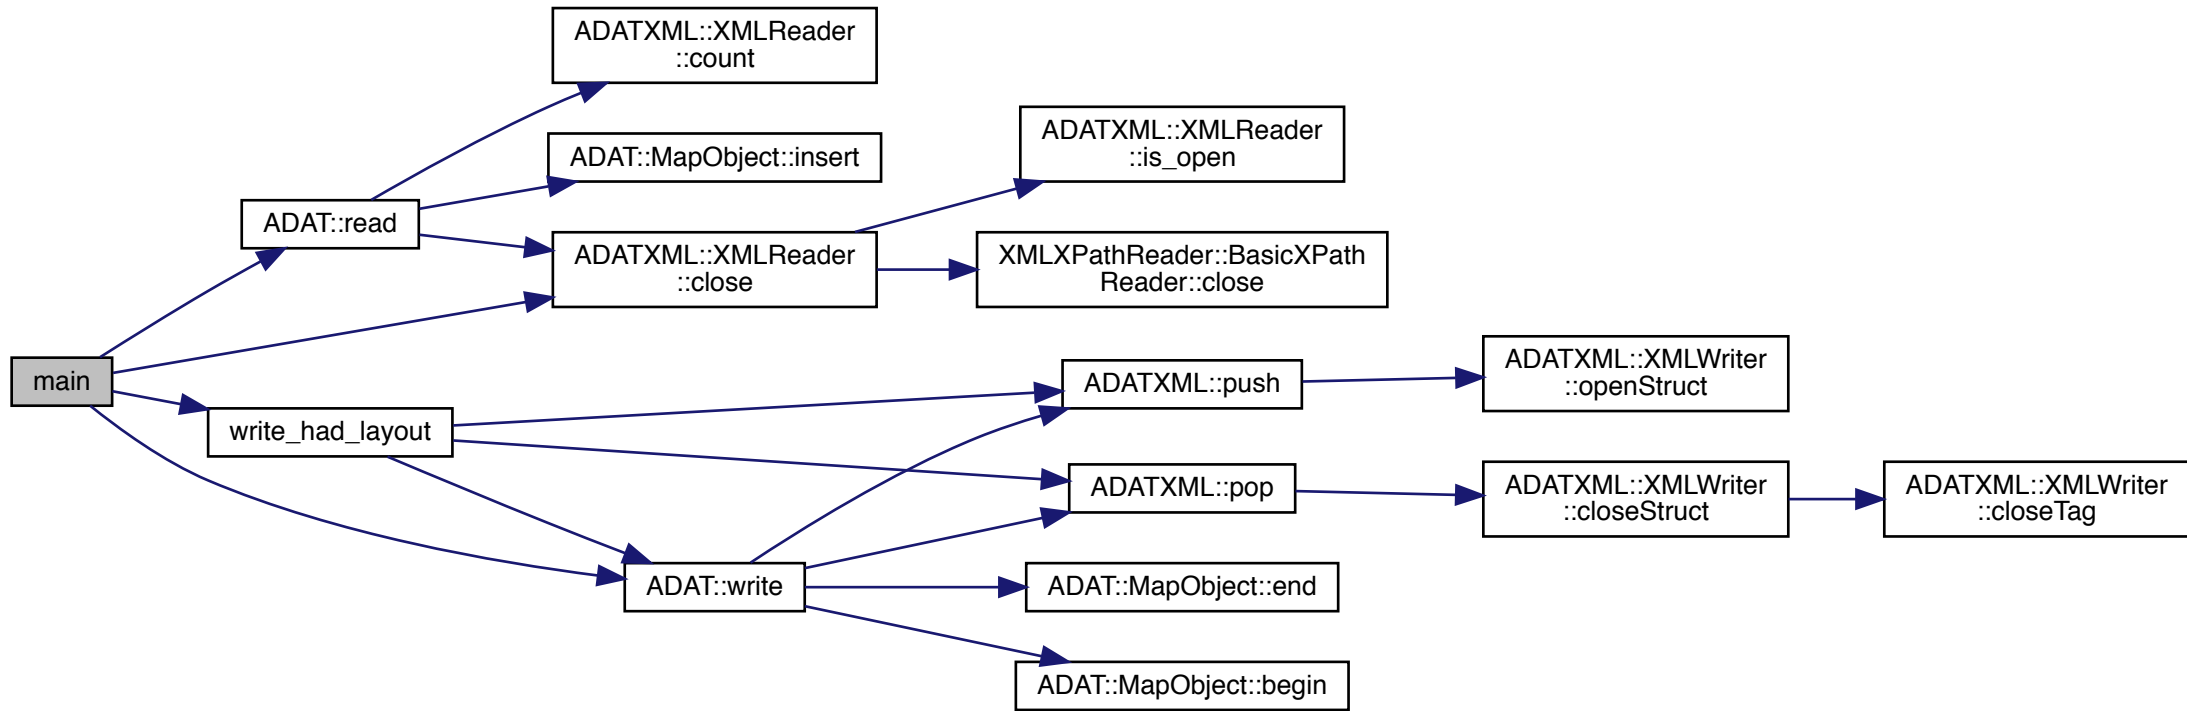 ADATXML::XMLReader
::count
ADATXML::XMLReader
::is_open
ADAT::MapObject::insert
ADAT::read
ADATXML::XMLReader
::close
XMLXPathReader::BasicXPath
Reader::close
main
ADATXML::push
ADATXML::XMLWriter
::openStruct
write_had_layout
ADATXML::pop
ADATXML::XMLWriter
::closeStruct
ADATXML::XMLWriter
::closeTag
ADAT::write
ADAT::MapObject::end
ADAT::MapObject::begin